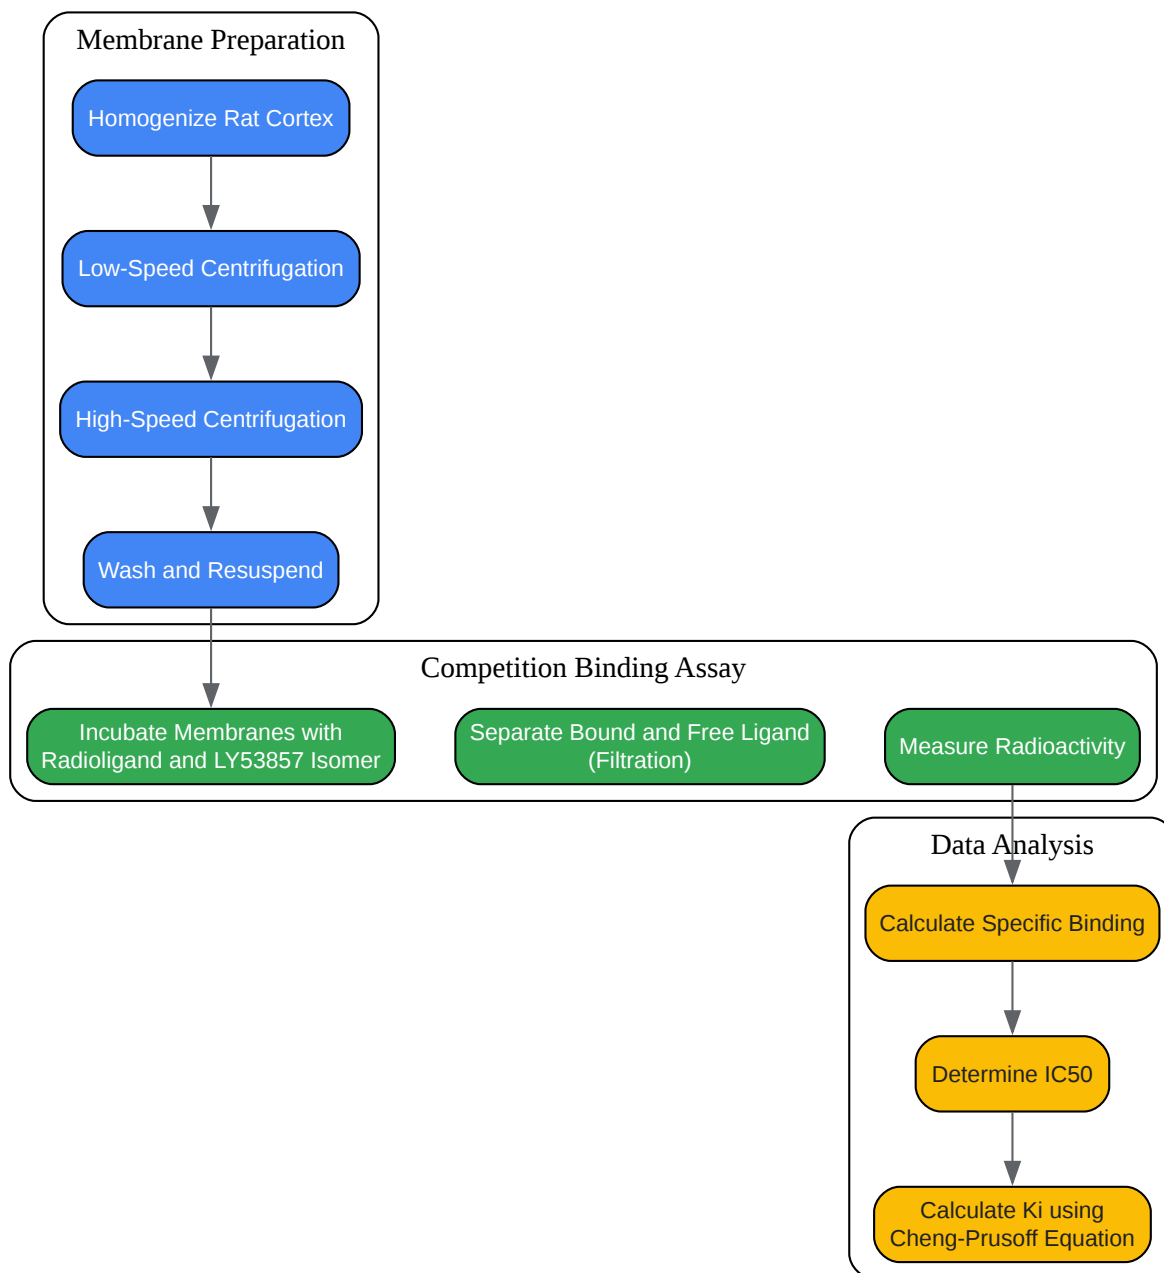 Membrane Preparation
Homogenize Rat Cortex
Low-Speed Centrifugation
High-Speed Centrifugation
Wash and Resuspend
Competition Binding Assay
Incubate Membranes with
Radioligand and LY53857 Isomer
Separate Bound and Free Ligand
(Filtration)
Measure Radioactivity
Data Analysis
Calculate Specific Binding
Determine IC50
Calculate Ki using
Cheng-Prusoff Equation